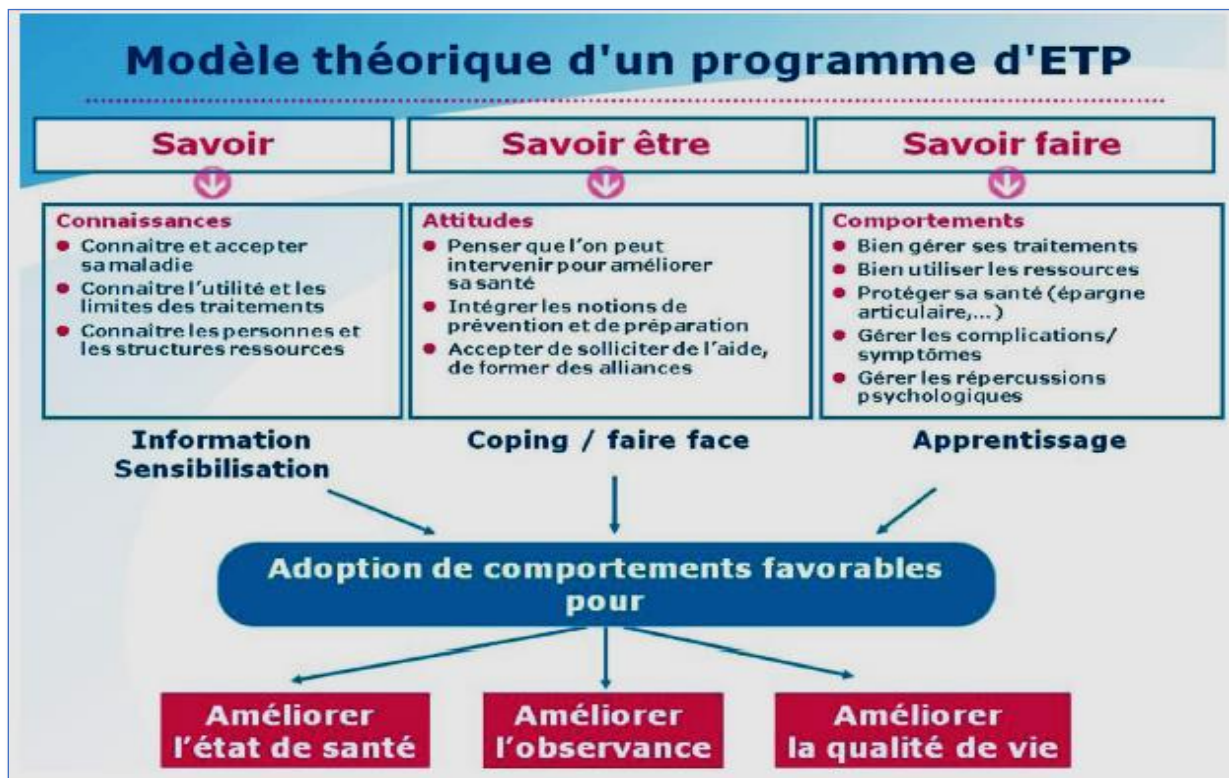 Modèle théorique d'un programme d'ETP
Savoir
Connaissances
● Connaître et accepter
sa maladie
● Connaître l'utilité et les
limites des traitements
● Connaître les personnes et
les structures ressources
Information
Sensibilisation
Savoir être
Attitudes
● Penser que l'on peut
intervenir pour améliorer
sa santé
● Intégrer les notions de
prévention et de préparation
● Accepter de solliciter de l'aide,
de former des alliances
Coping / faire face
Savoir faire
Comportements
● Bien gérer ses traitements
● Bien utiliser les ressources
● Protéger sa santé (épargne
articulaire,...)
● Gérer les complications/
symptômes
● Gérer les répercussions
psychologiques
Apprentissage
Adoption de comportements favorables
pour
Améliorer
l'état de santé
Améliorer
l'observance
Améliorer
la qualité de vie